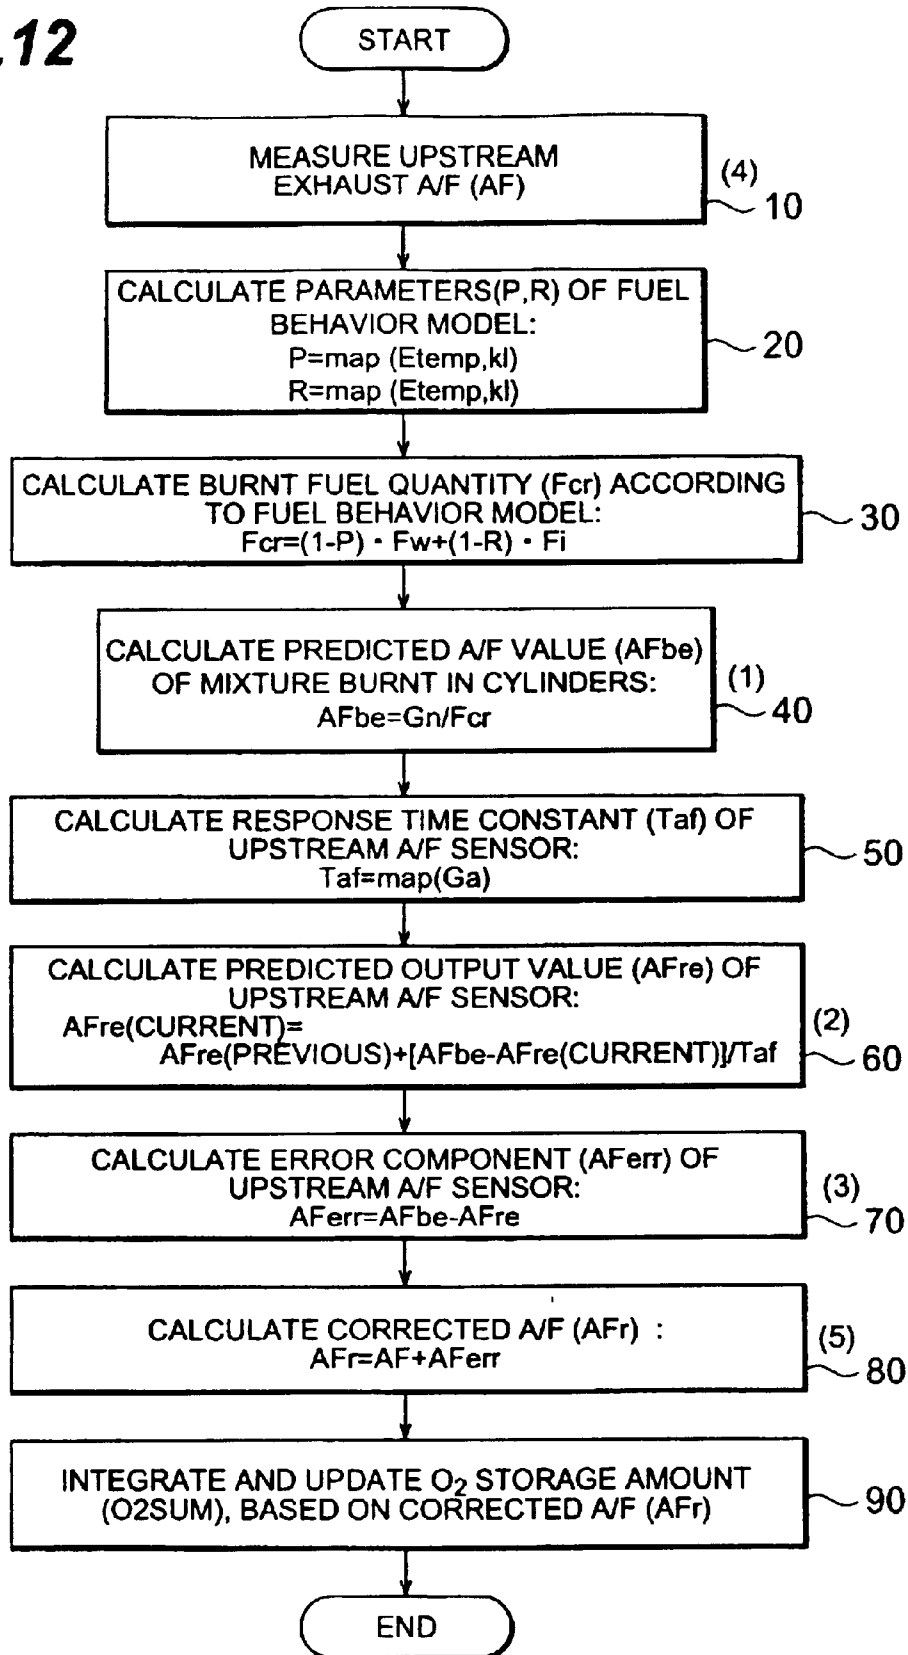 .12
START
MEASURE UPSTREAM
EXHAUST A/F (AF)
(4)
10
CALCULATE PARAMETERS(P,R) OF FUEL
BEHAVIOR MODEL:
P=map (Etemp,kl)
R=map (Etemp,kl)
20
CALCULATE BURNT FUEL QUANTITY (Fcr) ACCORDING
TO FUEL BEHAVIOR MODEL:
Fcr=(1-P) · Fw+(1-R) · Fi
30
CALCULATE PREDICTED A/F VALUE (AFbe)
OF MIXTURE BURNT IN CYLINDERS:
AFbe=Gn/Fcr
(1)
40
CALCULATE RESPONSE TIME CONSTANT (Taf) OF
UPSTREAM A/F SENSOR:
Taf=map(Ga)
50
CALCULATE PREDICTED OUTPUT VALUE (AFre) OF
UPSTREAM A/F SENSOR:
AFre(CURRENT)=
AFre(PREVIOUS)+[AFbe-AFre(CURRENT)]/Taf
(2)
60
CALCULATE ERROR COMPONENT (AFerr) OF
UPSTREAM A/F SENSOR:
AFerr=AFbe-AFre
(3)
70
CALCULATE CORRECTED A/F (AFr) :
AFr=AF+AFerr
(5)
80
INTEGRATE AND UPDATE O₂ STORAGE AMOUNT
(O2SUM), BASED ON CORRECTED A/F (AFr)
90
END